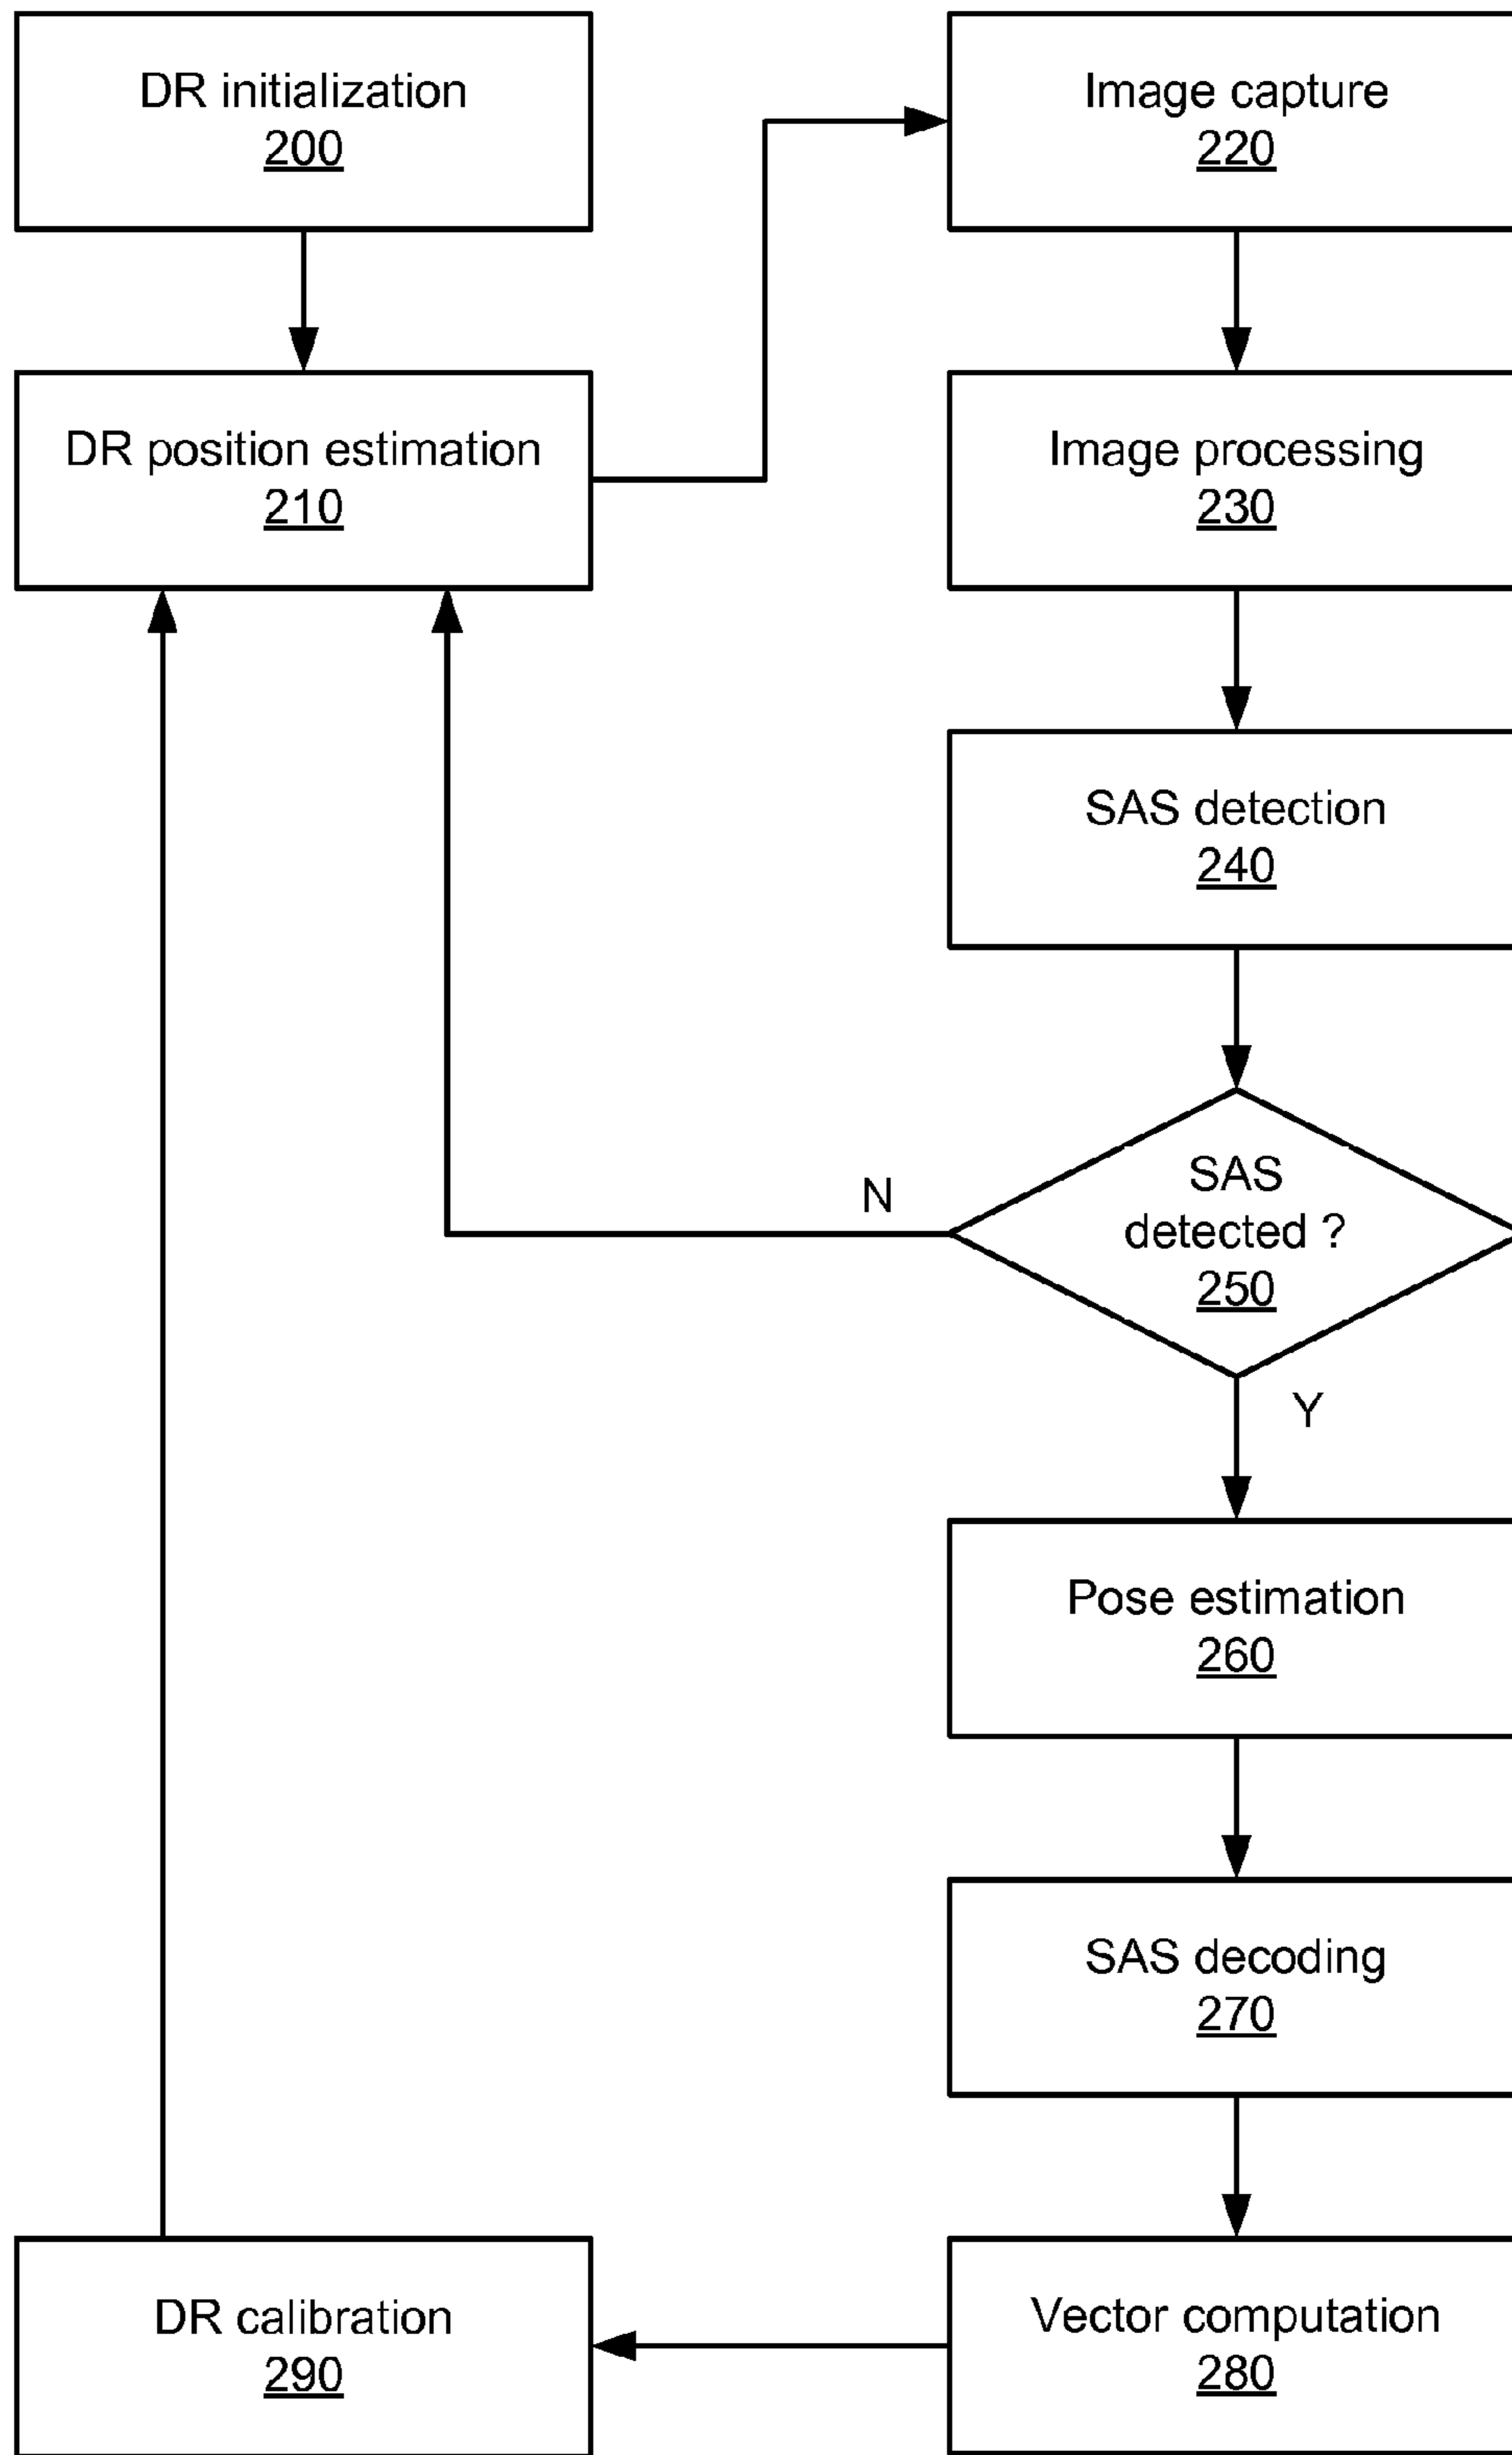 DR initialization
200
DR position estimation
210
Image capture
220
Image processing
230
SAS detection
240
SAS
detected ?
250
N
Y
Pose estimation
260
SAS decoding
270
Vector computation
280
DR calibration
290